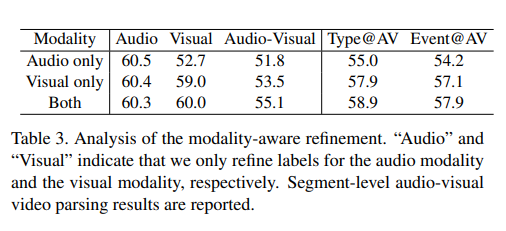 Modality Audio Visual Audio-Visual Type@AV Event@AV
Audio only 60.5 52.7 51.8 55.0 54.2
Visual only 60.4 59.0 53.5 57.9 57.1
Both 60.3 60.0 55.1 58.9 57.9
Table 3. Analysis of the modality-aware refinement. “Audio” and
“Visual” indicate that we only refine labels for the audio modality
and the visual modality, respectively. Segment-level audio-visual
video parsing results are reported.